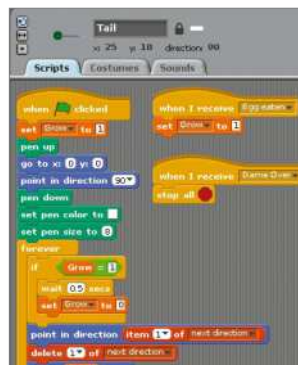 Tail
x: 25 y: 18 direction: 90
Scripts Costumes Sounds
when clicked
set Grow to 1
pen up
go to x: 0 y: 0
point in direction 90
pen down
set pen color to
set pen size to 8
forever
if Grow = 1
wait 0.5 secs
set Grow to 0
point in direction item 1 of next direction
delete 1 of next direction
when I receive Egg eaten
set Grow to 1
when I receive Game Over
stop all